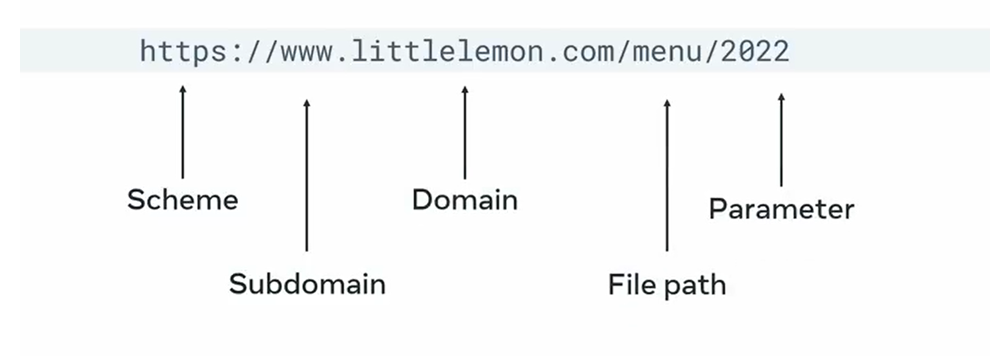 https://www.littlelemon.com/menu/2022
Scheme
Domain
Parameter
Subdomain
File path